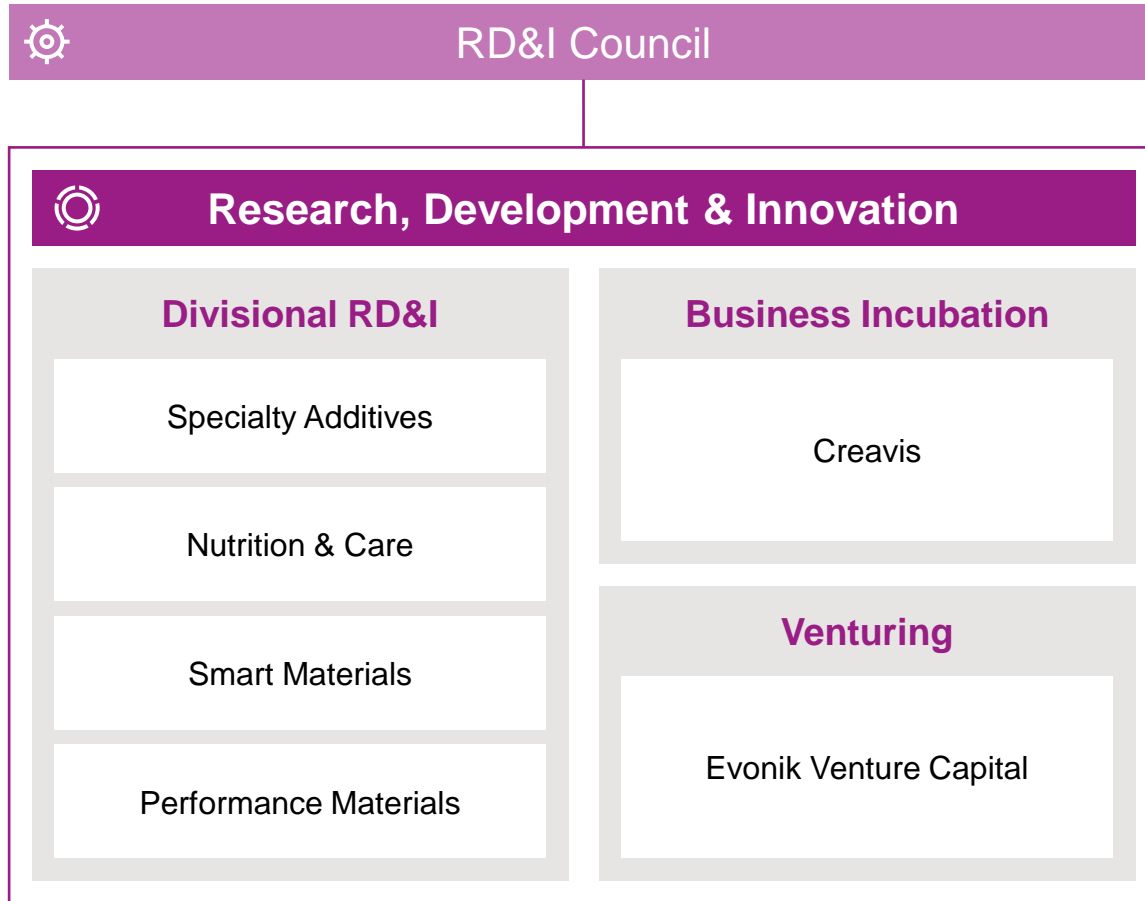 RD&I Council
Research, Development & Innovation
Divisional RD&I
Specialty Additives
Nutrition & Care
Smart Materials
Performance Materials
Business Incubation
Creavis
Venturing
Evonik Venture Capital